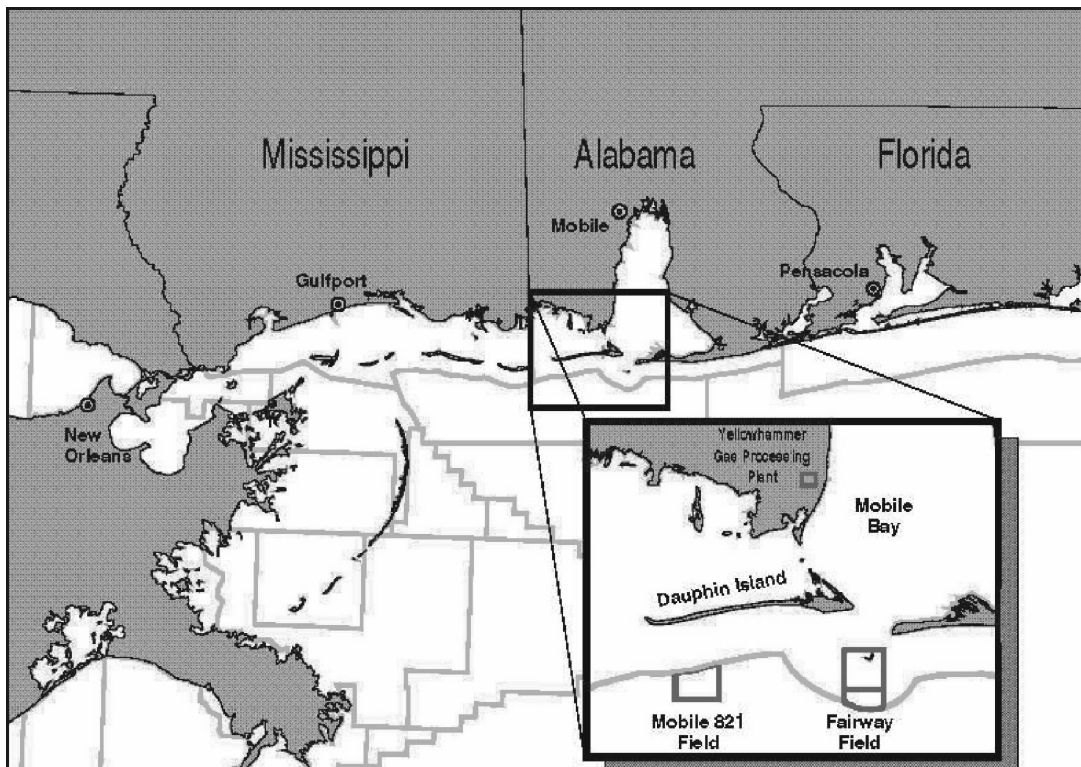 Mississippi
Alabama
Florida
Mobile
Gulfport
Pensacola
New
Orleans
Yellowhammer
Gas Processing
Plant
Mobile
Bay
Dauphin Island
Mobile 821
Field
Fairway
Field